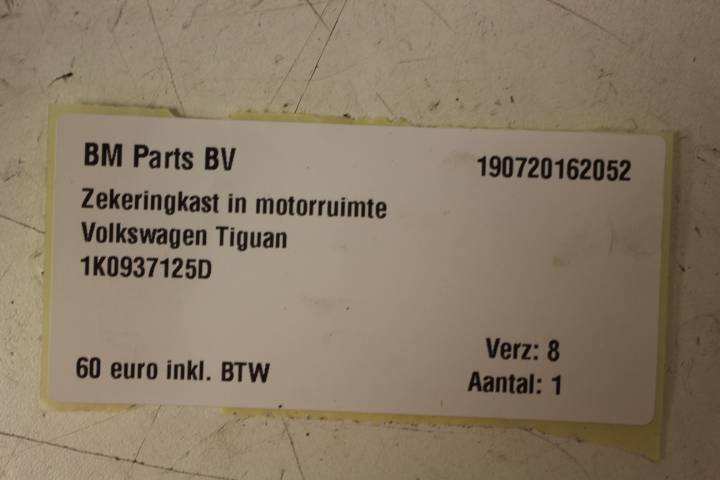 BM Parts BV 190720162052
Zekeringkast in motorruimte
Volkswagen Tiguan
1K0937125D
Verz: 8
60 euro inkl. BTW Aantal: 1